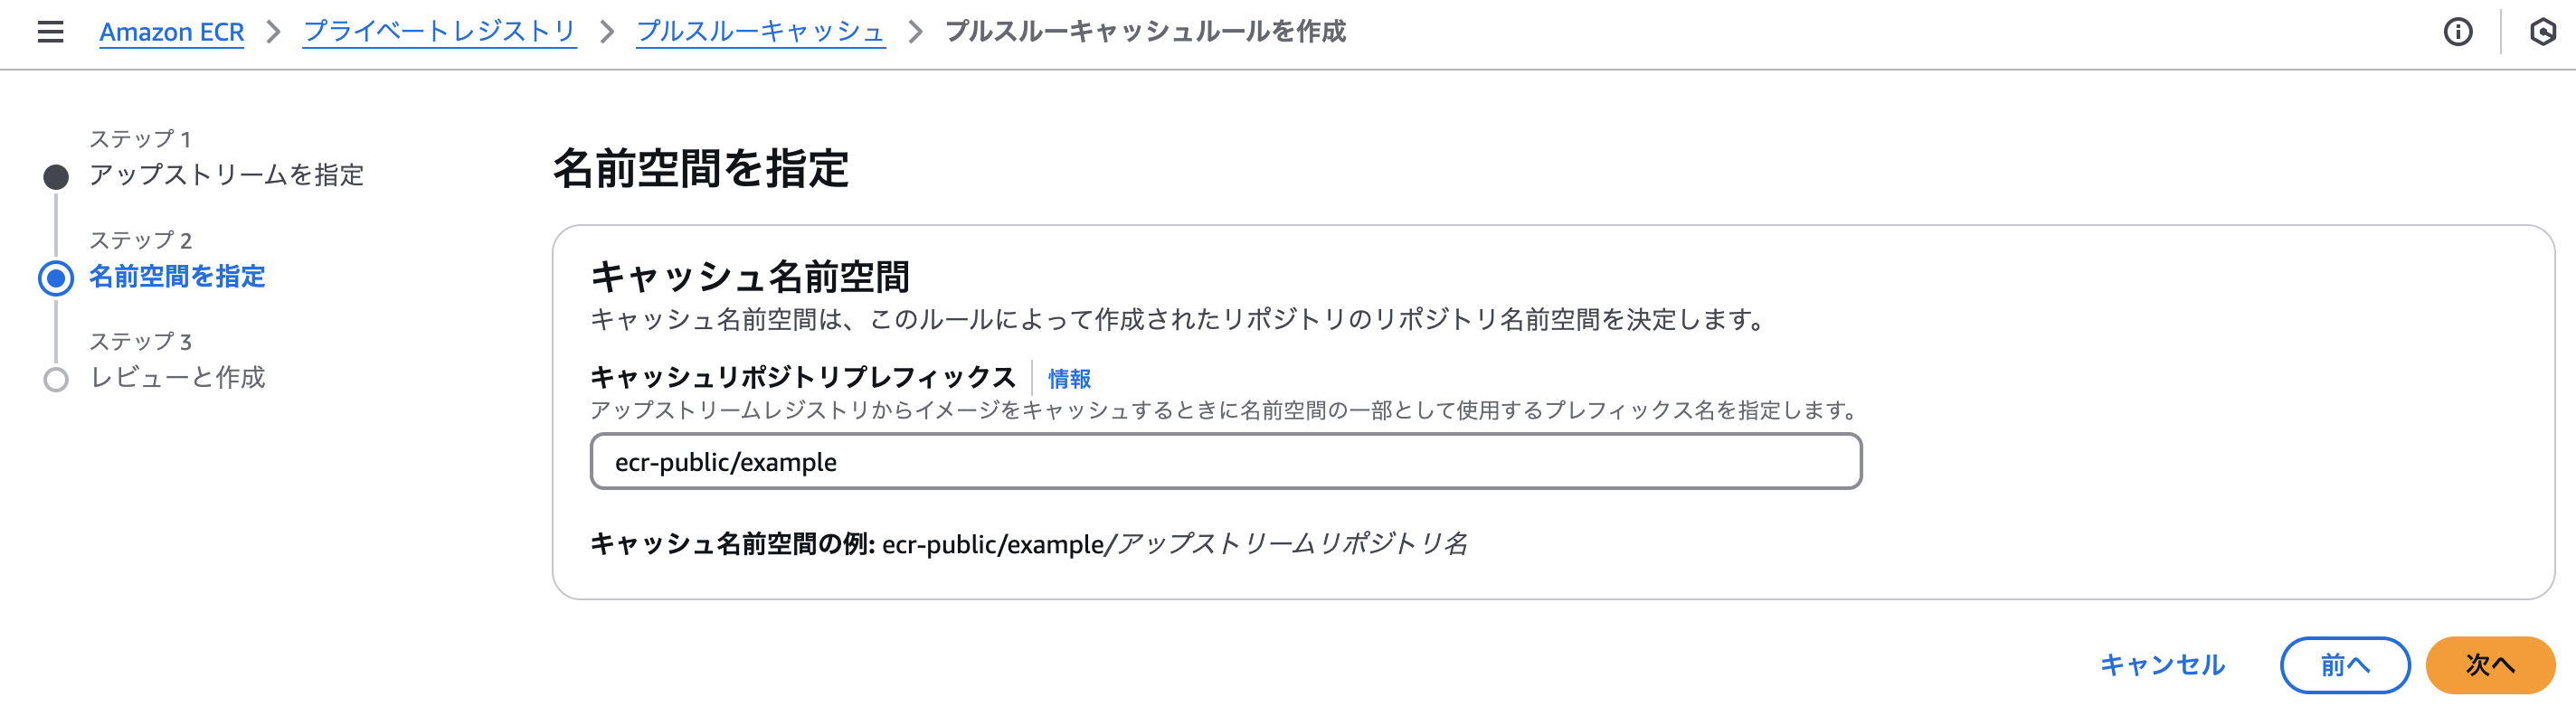 Amazon ECR > プライベートレジストリ > プルスルーキャッシュ > プルスルーキャッシュルールを作成
ステップ 1
アップストリームを指定
ステップ 2
名前空間を指定
ステップ 3
レビューと作成
名前空間を指定
キャッシュ名前空間
キャッシュ名前空間は、このルールによって作成されたリポジトリのリポジトリ名前空間を決定します。
キャッシュリポジトリプレフィックス | 情報
アップストリームレジストリからイメージをキャッシュするときに名前空間の一部として使用するプレフィックス名を指定します。
ecr-public/example
キャッシュ名前空間の例: ecr-public/example/アップストリームリポジトリ名
キャンセル 前へ 次へ